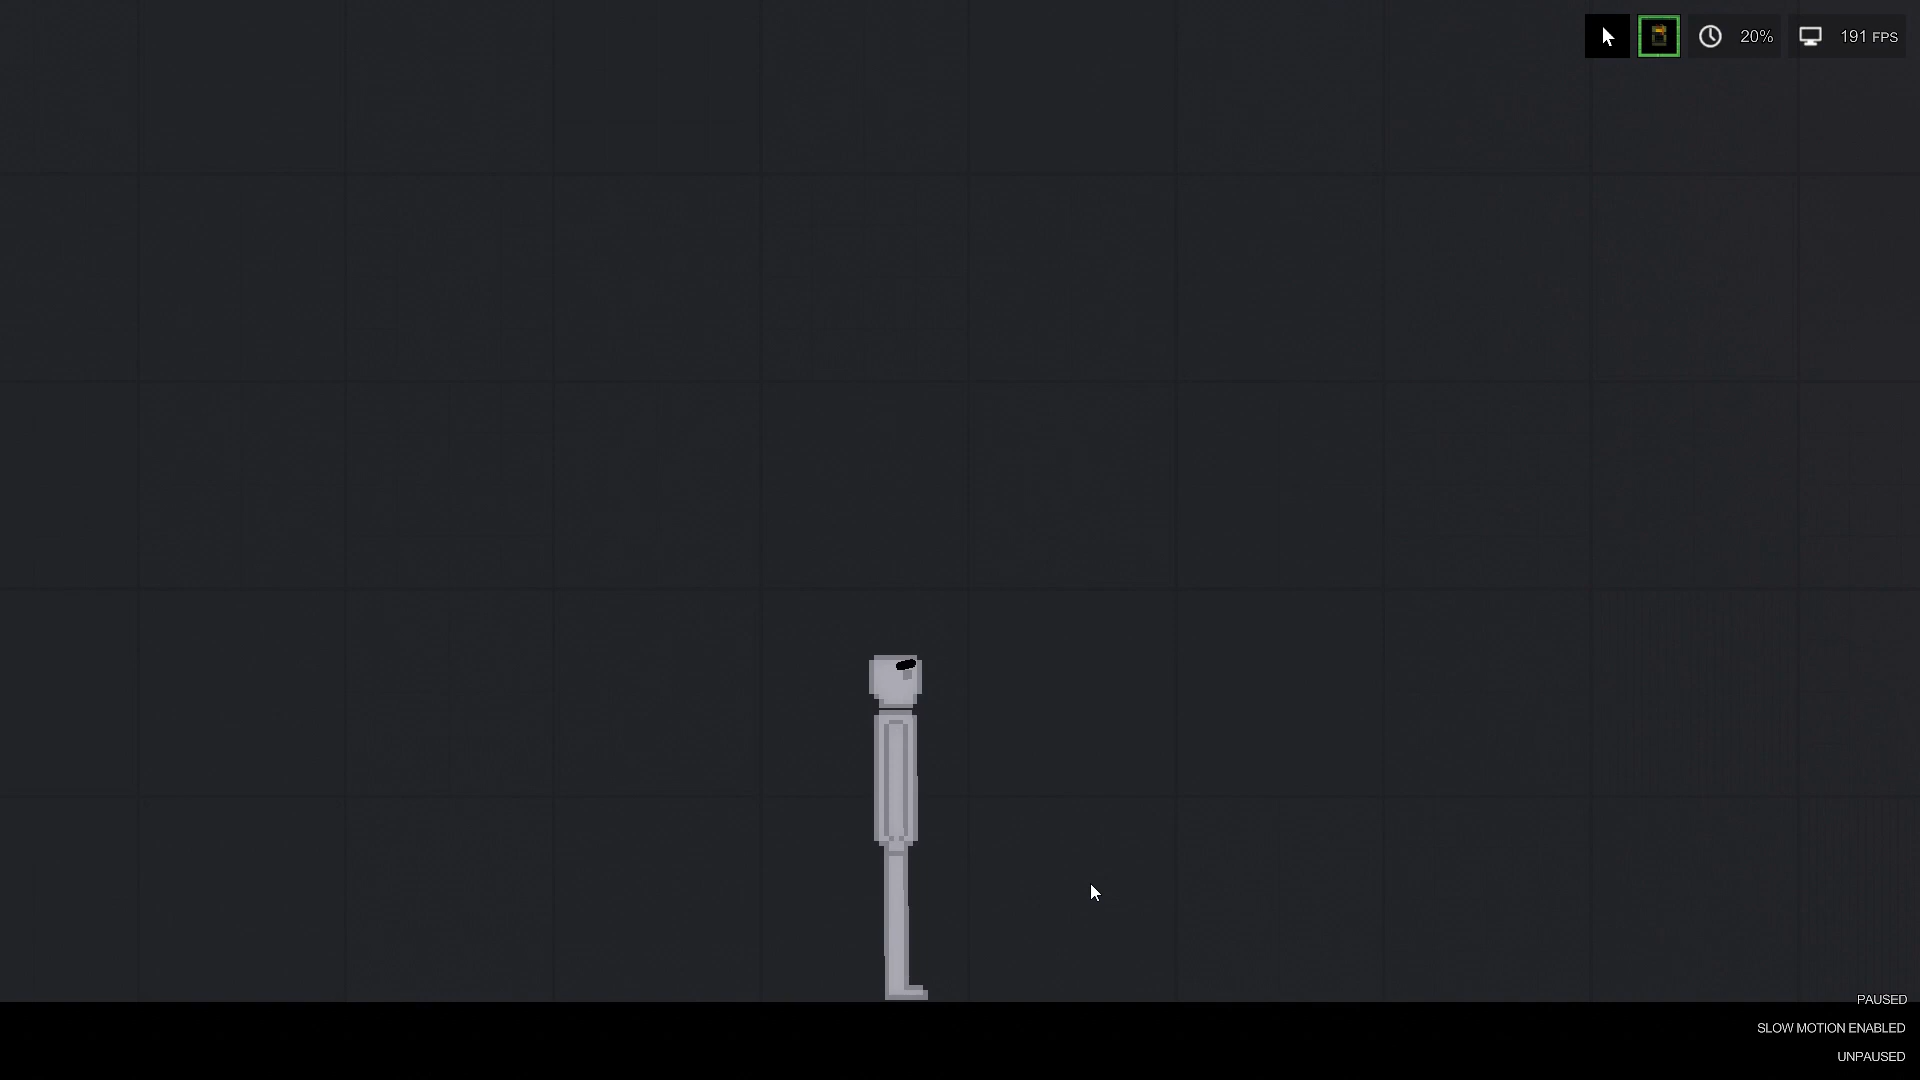 20%
191 FPS
PAUSED
SLOW MOTION ENABLED
UNPAUSED